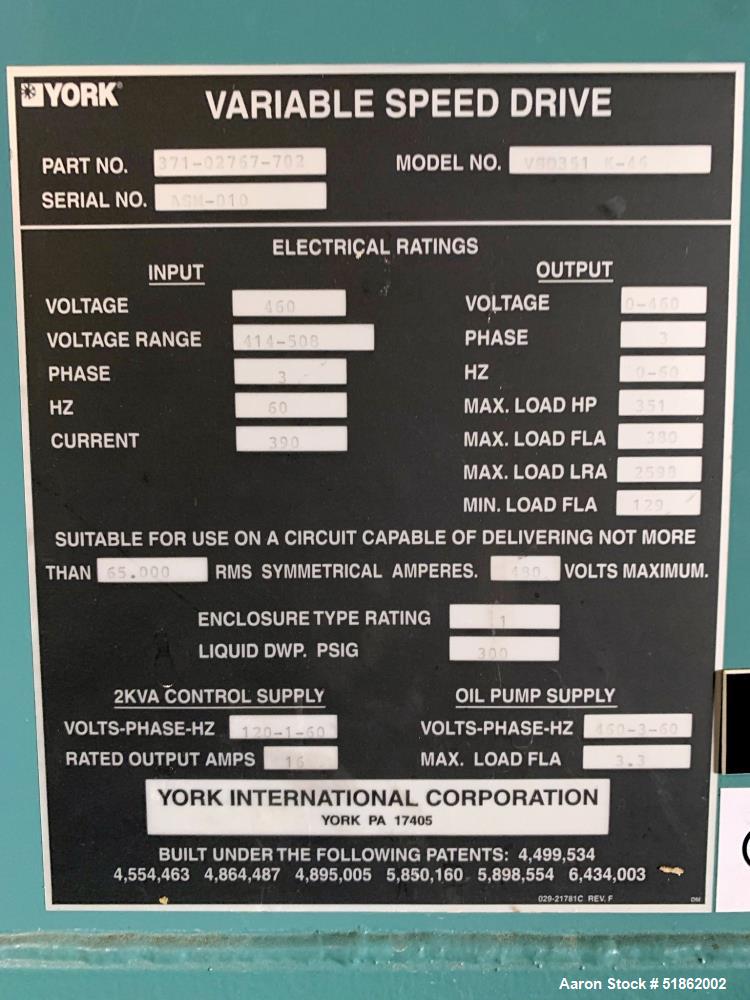 YORK
VARIABLE SPEED DRIVE
PART NO. 371-02767-702 MODEL NO. VSD351 K-46
SERIAL NO. ASM-010
ELECTRICAL RATINGS
INPUT OUTPUT
VOLTAGE 460 VOLTAGE 0-460
VOLTAGE RANGE 414-508 PHASE 3
PHASE 3 HZ 0-60
HZ 60 MAX. LOAD HP 351
CURRENT 390 MAX. LOAD FLA 380
MAX. LOAD LRA 2598
MIN. LOAD FLA 129
SUITABLE FOR USE ON A CIRCUIT CAPABLE OF DELIVERING NOT MORE
THAN 65.000 RMS SYMMETRICAL AMPERES. 480 VOLTS MAXIMUM.
ENCLOSURE TYPE RATING 1
LIQUID DWP. PSIG 300
2KVA CONTROL SUPPLY OIL PUMP SUPPLY
VOLTS-PHASE-HZ 120-1-60 VOLTS-PHASE-HZ 460-3-60
RATED OUTPUT AMPS 16 MAX. LOAD FLA 3.3
YORK INTERNATIONAL CORPORATION
YORK PA 17405
BUILT UNDER THE FOLLOWING PATENTS: 4,499,534
4,554,463 4,864,487 4,895,005 5,850,160 5,898,554 6,434,003
029-21781C REV. F DM
Aaron Stock # 51862002